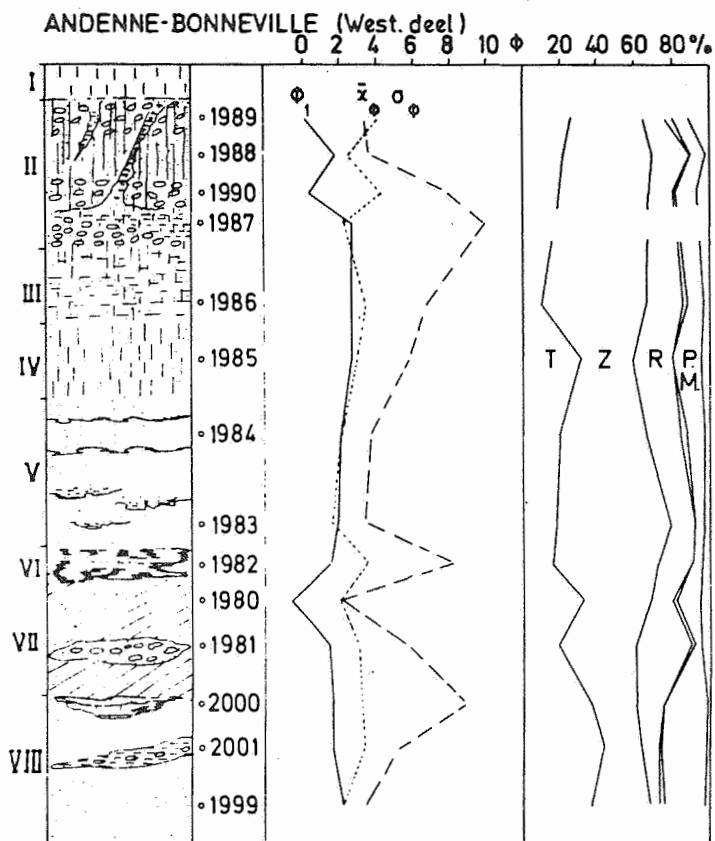 ANDENNE-BONNEVILLE (West. deel)
0 2 4 6 8 10 Φ 20 40 60 80%
Φ1 x̄Φ σΦ
I
1989
II
1988
1990
1987
III
1986
IV
1985
T Z R P.M.
1984
V
1983
VI
1982
1980
VII
1981
2000
VIII
2001
1999